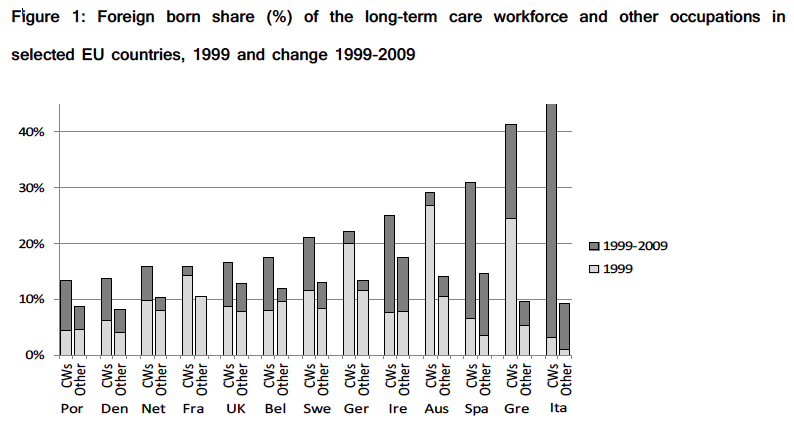 Figure 1: Foreign born share (%) of the long-term care workforce and other occupations in
selected EU countries, 1999 and change 1999-2009
40%
30%
20%
10%
0%
1999-2009
1999
CWs Other CWs Other CWs Other CWs Other CWs Other CWs Other CWs Other CWs Other CWs Other CWs Other CWs Other CWs Other CWs Other
Por Den Net Fra UK Bel Swe Ger Ire Aus Spa Gre Ita